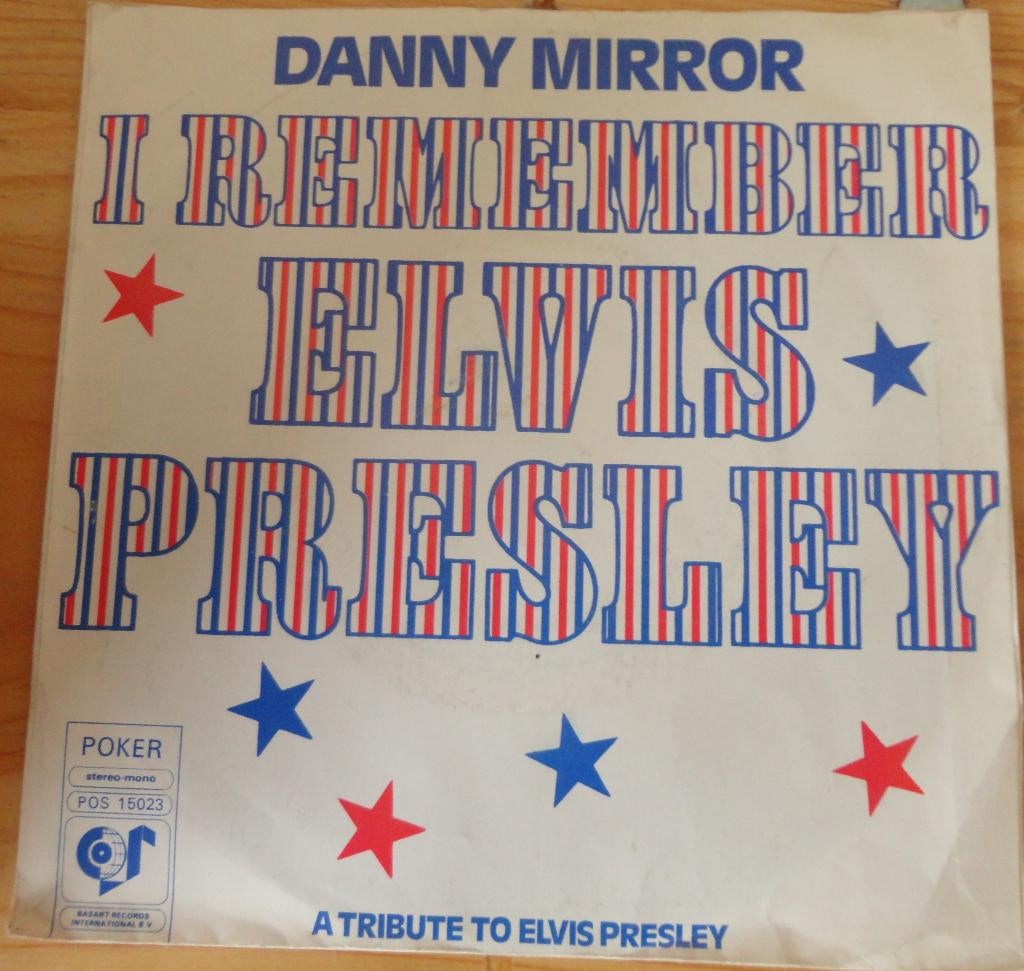 DANNY MIRROR
I REMEMBER
ELVIS
PRESLEY
POKER
stereo-mono
POS 15023
BASART RECORDS
INTERNATIONAL B V
A TRIBUTE TO ELVIS PRESLEY